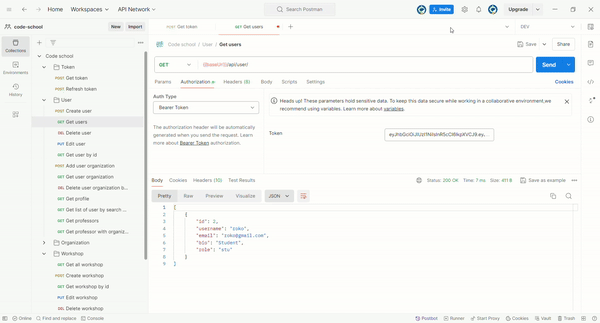 Home Workspaces API Network Search Postman Invite Upgrade
code-school New Import GET Get token GET Get users DEV
Collections
Environments
History
Code school
Token
GET Get token
POST Refresh token
User
POST Create user
GET Get users
DEL Delete user
PUT Edit user
GET Get user by id
POST Add user organization
GET Get user organization
DEL Delete user organization b...
GET Get profile
GET Get list of user by search ...
GET Get professors
GET Get professor with organiz...
Organization
Workshop
GET Get all workshop
POST Create workshop
GET Get workshop by id
PUT Edit workshop
DEL Delete workshop
Code school / User / Get users Save Share
GET {{baseUrl}}/api/user/ Send
Params Authorization Headers (8) Body Scripts Settings Cookies
Auth Type
Bearer Token
The authorization header will be automatically
generated when you send the request. Learn
more about Bearer Token authorization.
Heads up! These parameters hold sensitive data. To keep this data secure while working in a collaborative environment, we
recommend using variables. Learn more about variables.
Token
Body Cookies Headers (10) Test Results Status: 200 OK Time: 7 ms Size: 411 B Save as example
Pretty Raw Preview Visualize JSON
1 [
2 {
3 "id": 2,
4 "username": "roko",
5 "email": "roko@gmail.com",
6 "bio": "Student",
7 "role": "stu"
8 }
9 ]
Online Find and replace Console Postbot Runner Start Proxy Cookies Vault Trash